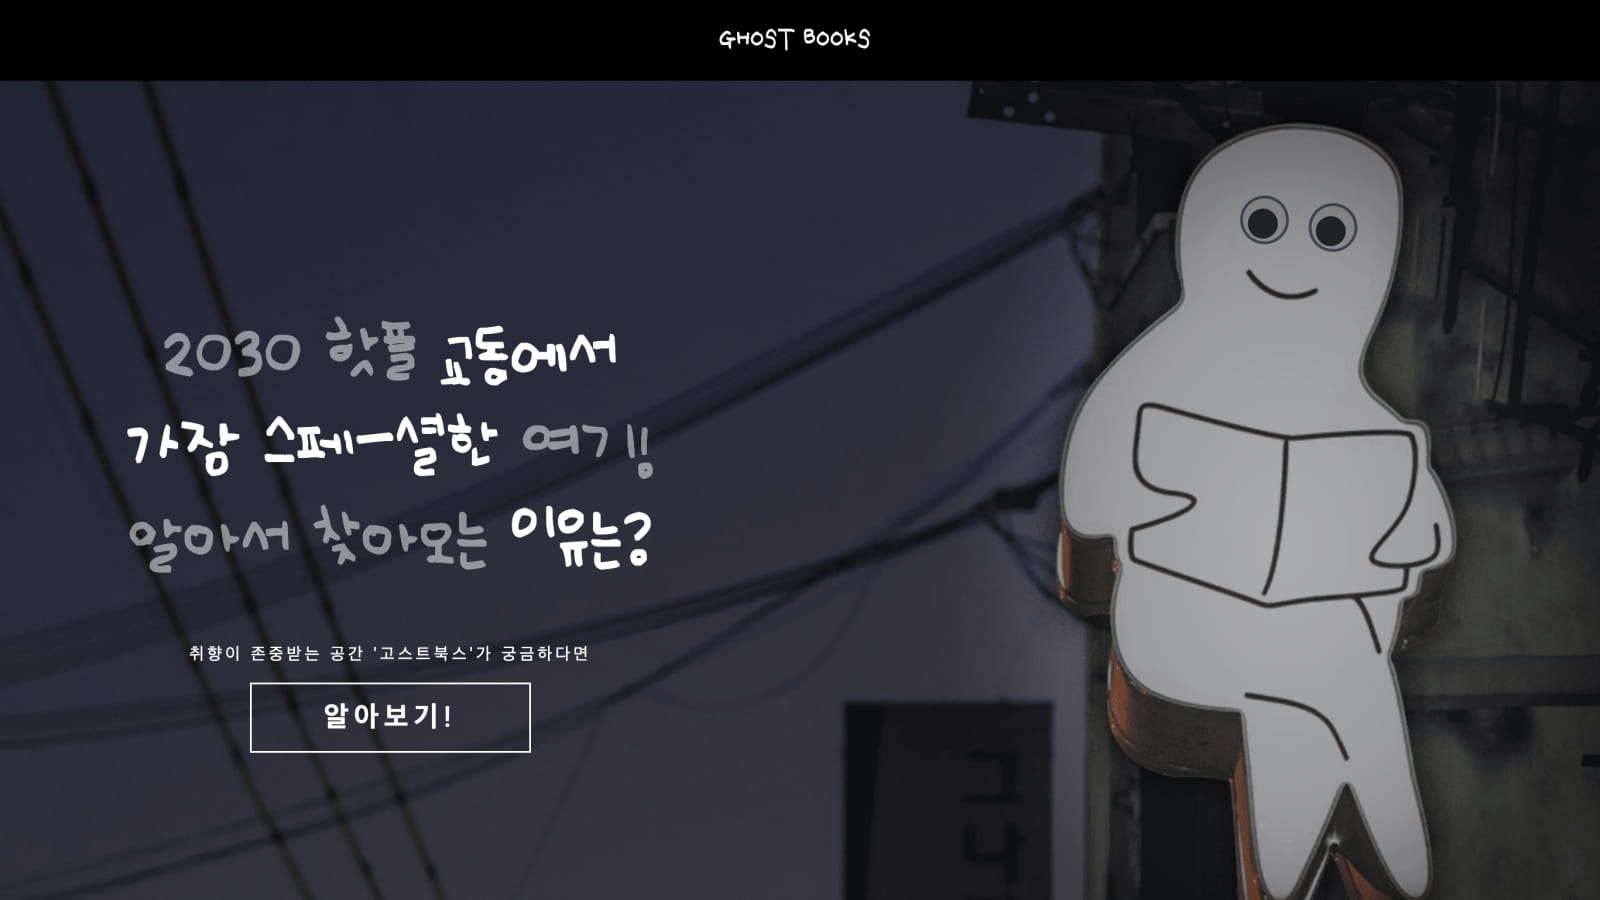 GHOST BOOKS
2030 핫플 교동에서
가장 스페-셜한 여기!!
알아서 찾아오는 이유는?
취향이 존중받는 공간 '고스트북스'가 궁금하다면
알아보기!